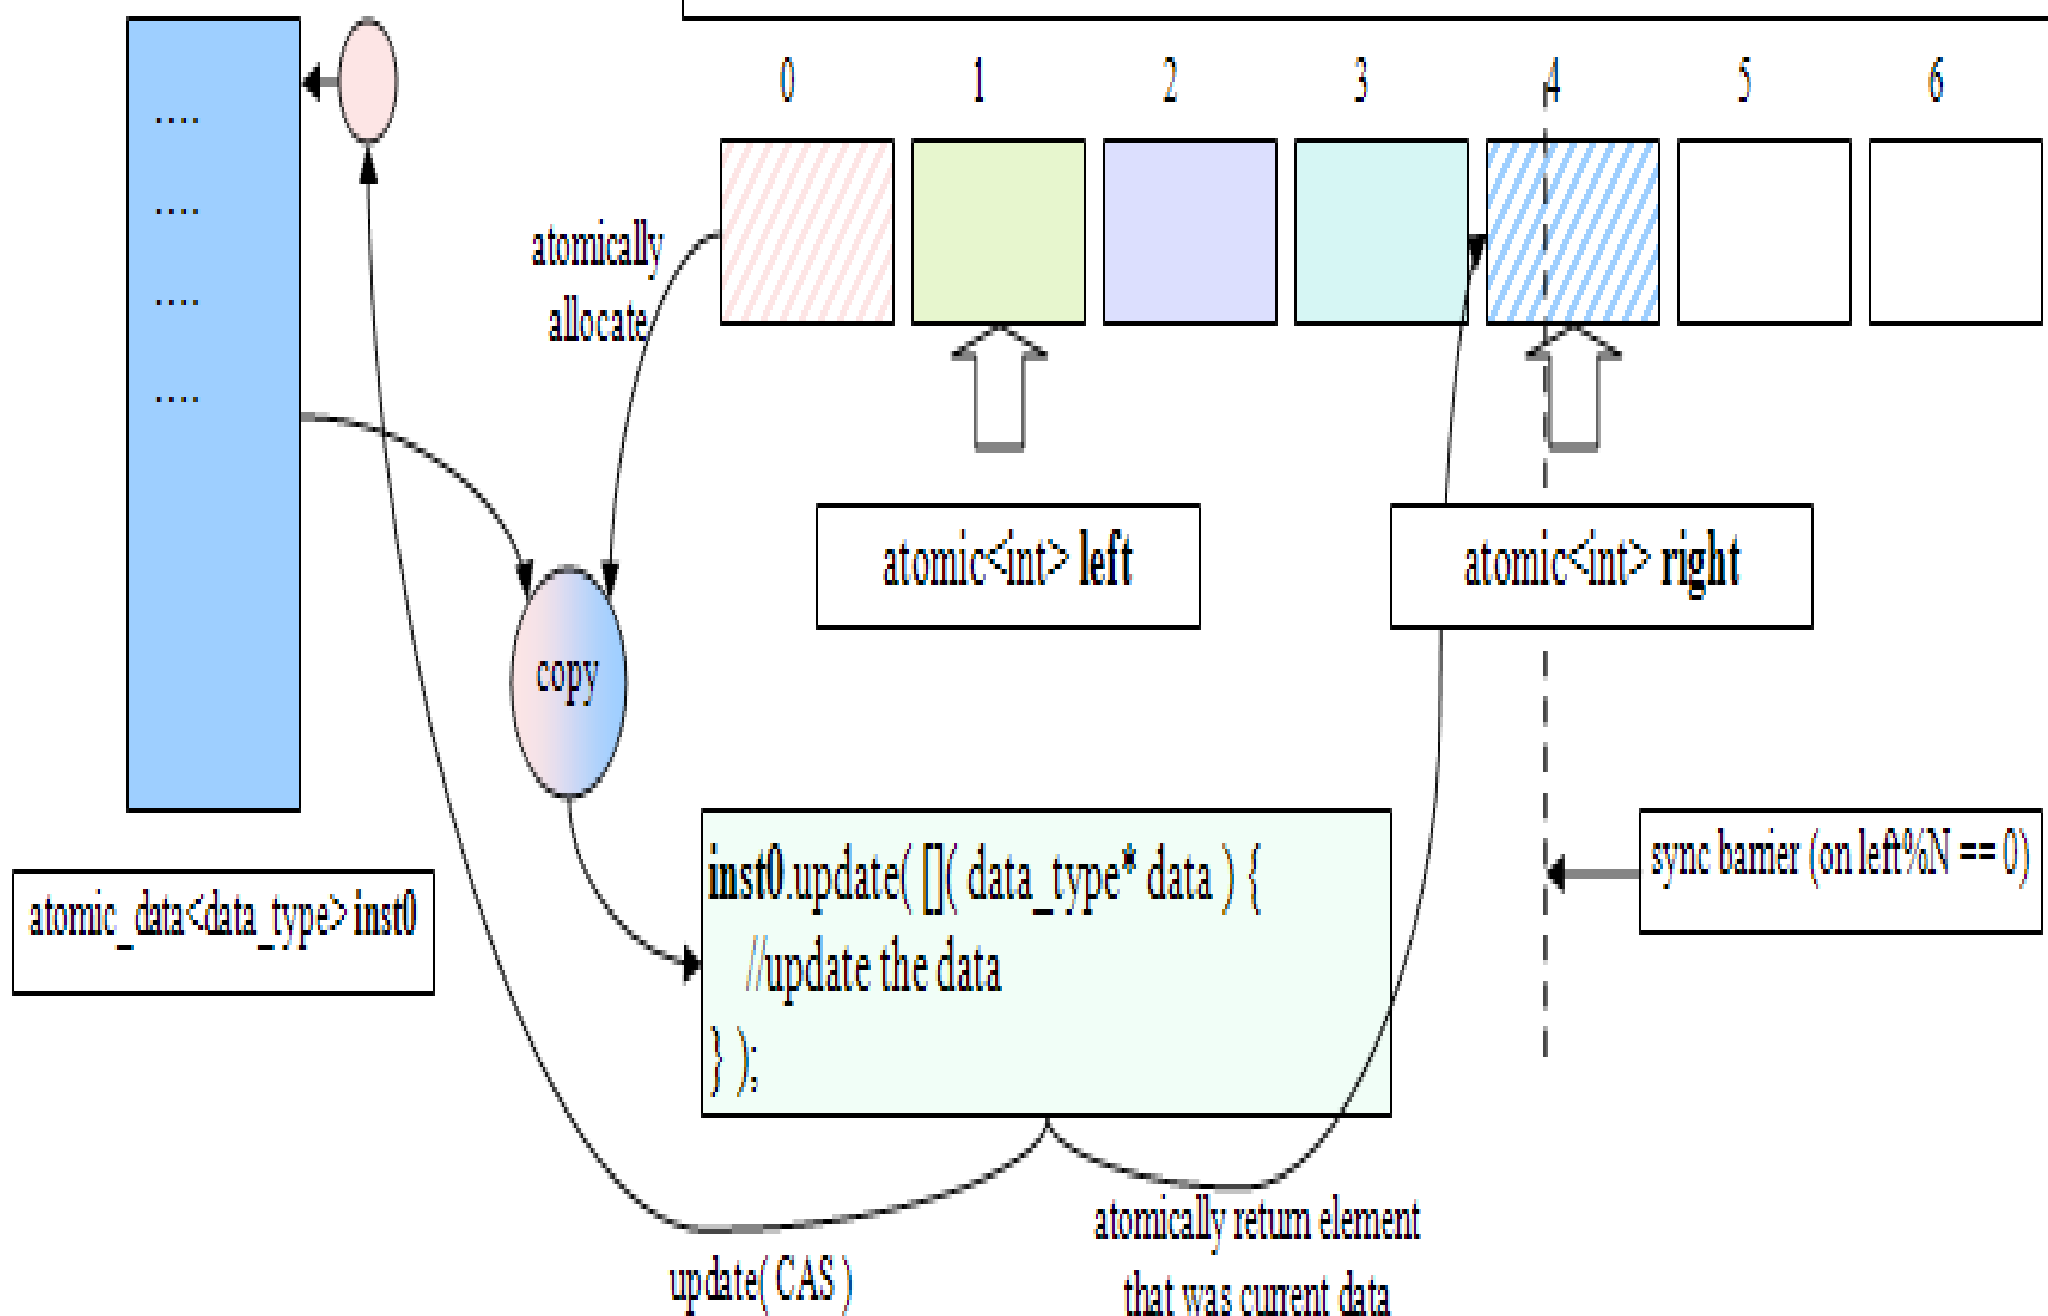 0 1 2 3 4 5 6
....
....
....
....
atomically
allocate
atomic<int> left
atomic<int> right
copy
inst0.update( []( data_type* data ) {
//update the data
} );
sync barrier (on left%N == 0)
atomic_data<data_type> inst0
atomically return element
that was current data
update( CAS )